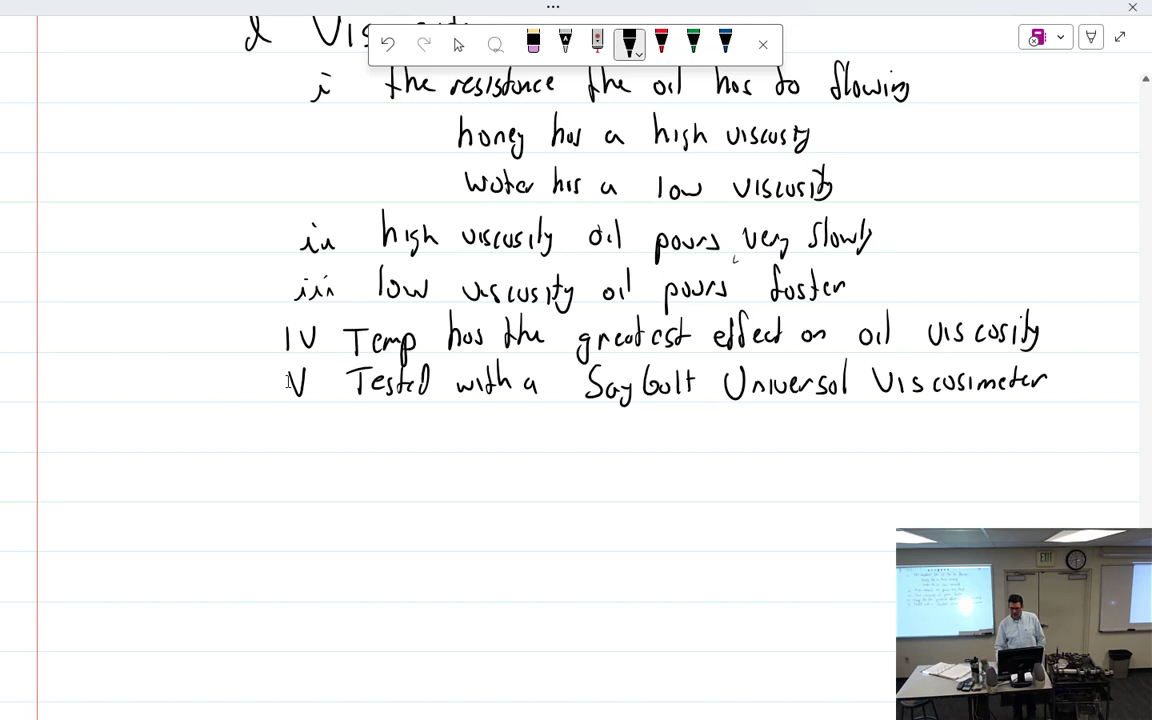 d Vis
i the resistance the oil has to flowing
honey has a high viscosity
water has a low viscosity
ii high viscosity oil pours very slowly
iii low viscosity oil pours faster
IV Temp has the greatest effect on oil viscosity
V Tested with a Saybolt Universal Viscosimeter
EXIT